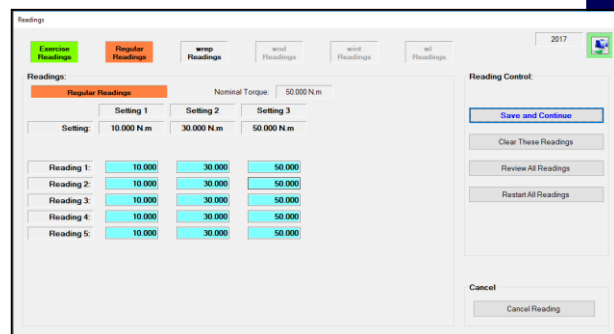 Readings
Exercise Readings
Regular Readings
wrep Readings
wod Readings
wint Readings
wl Readings
2017
Readings:
Regular Readings
Nominal Torque: 50.000 N.m
Setting 1 Setting 2 Setting 3
Setting: 10.000 N.m 30.000 N.m 50.000 N.m
Reading 1: 10.000 30.000 50.000
Reading 2: 10.000 30.000 50.000
Reading 3: 10.000 30.000 50.000
Reading 4: 10.000 30.000 50.000
Reading 5: 10.000 30.000 50.000
Reading Control:
Save and Continue
Clear These Readings
Review All Readings
Restart All Readings
Cancel
Cancel Reading